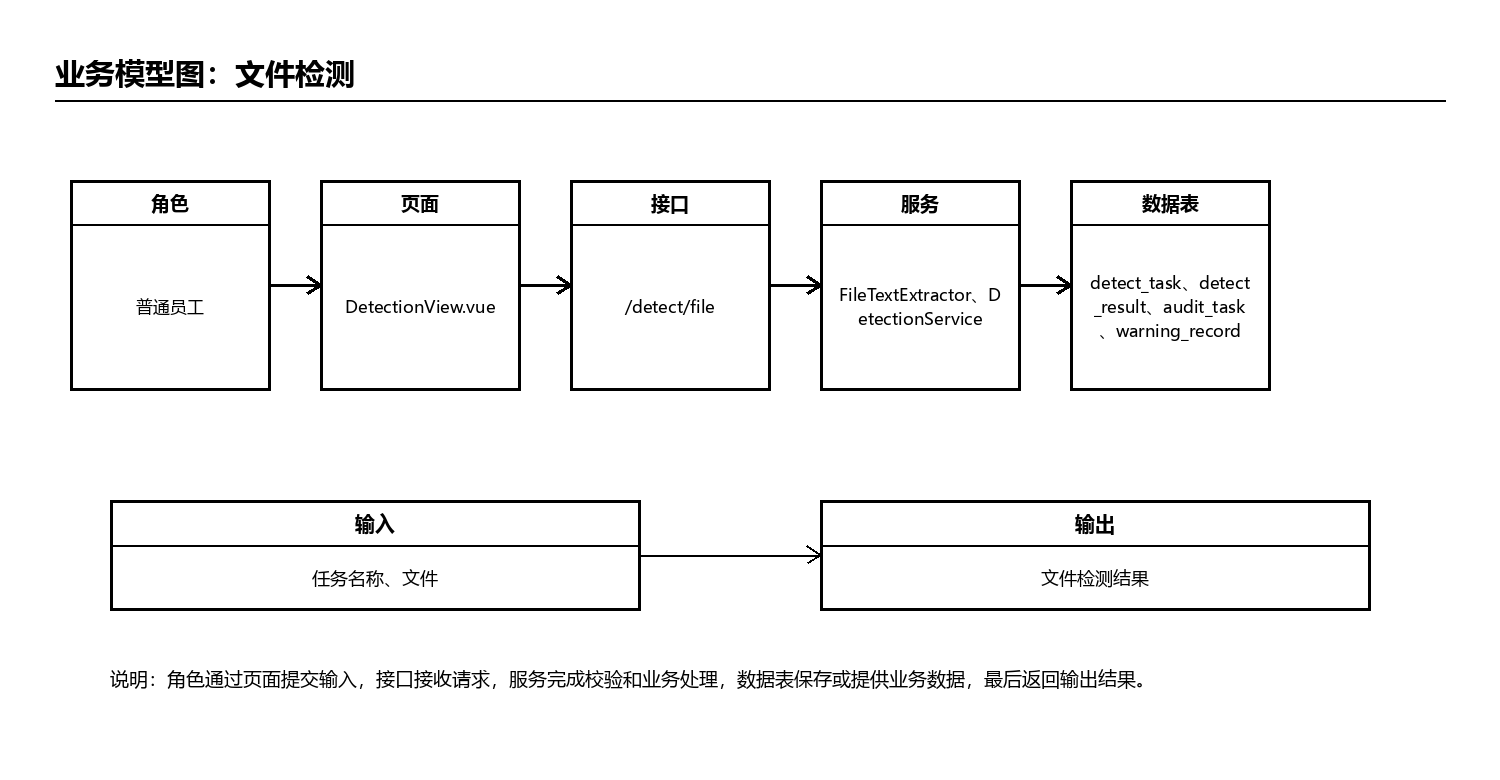 业务模型图：文件检测
角色
普通员工
页面
DetectionView.vue
接口
/detect/file
服务
FileTextExtractor、D
etectionService
数据表
detect_task、detect
_result、audit_task
、warning_record
输入
任务名称、文件
输出
文件检测结果
说明：角色通过页面提交输入，接口接收请求，服务完成校验和业务处理，数据表保存或提供业务数据，最后返回输出结果。